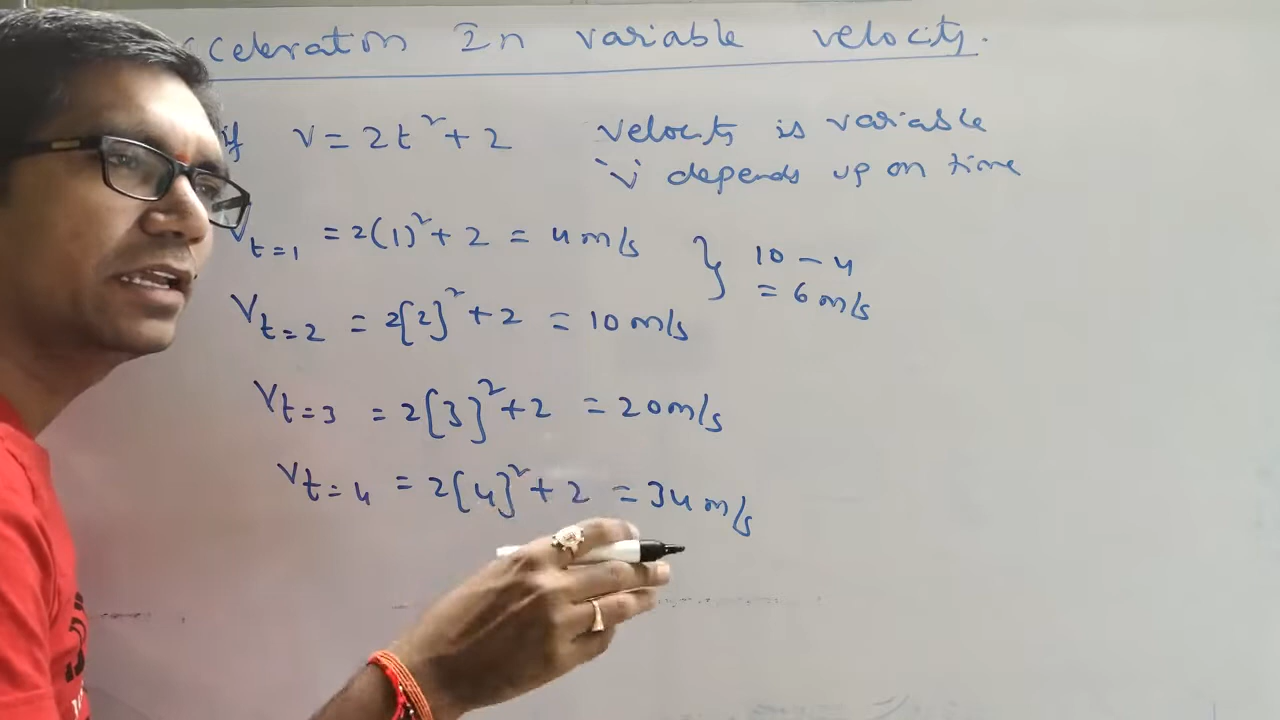 cceleration In variable velocity.
if v = 2t² + 2 velocity is variable
'v' depends up on time
V t=1 = 2(1)² + 2 = 4 m/s } 10 - 4
= 6 m/s
V t=2 = 2[2]² + 2 = 10 m/s
V t=3 = 2[3]² + 2 = 20 m/s
V t=4 = 2[4]² + 2 = 34 m/s